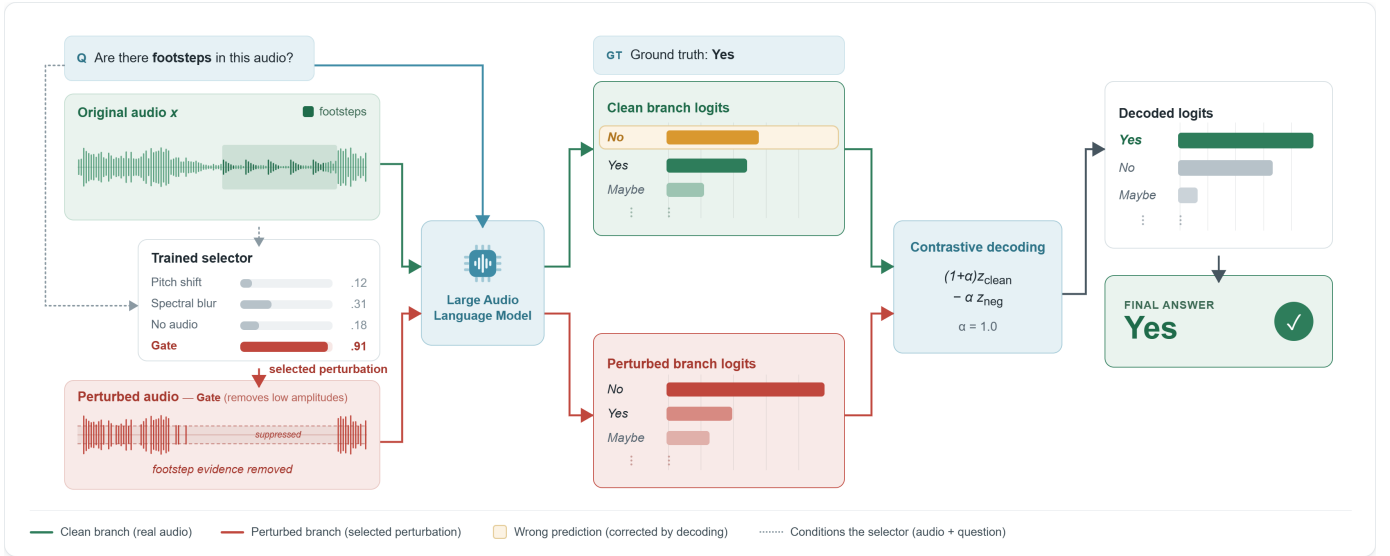 Q Are there footsteps in this audio?
Original audio x
footsteps
Trained selector
Pitch shift .12
Spectral blur .31
No audio .18
Gate .91
selected perturbation
Perturbed audio — Gate (removes low amplitudes)
suppressed
footstep evidence removed
Large Audio
Language Model
GT Ground truth: Yes
Clean branch logits
No
Yes
Maybe
Perturbed branch logits
No
Yes
Maybe
Contrastive decoding
(1+α)zclean
− α zneg
α = 1.0
Decoded logits
Yes
No
Maybe
FINAL ANSWER
Yes
Clean branch (real audio)
Perturbed branch (selected perturbation)
Wrong prediction (corrected by decoding)
Conditions the selector (audio + question)